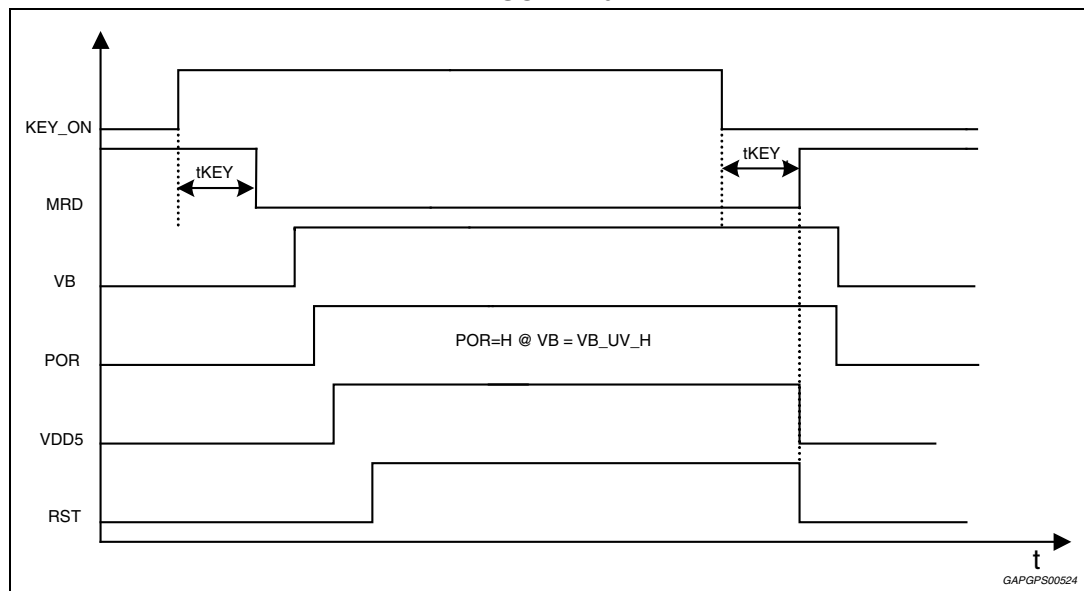 KEY_ON
tKEY
tKEY
MRD
VB
POR=H @ VB = VB_UV_H
POR
VDD5
RST
t
GAPGPS00524